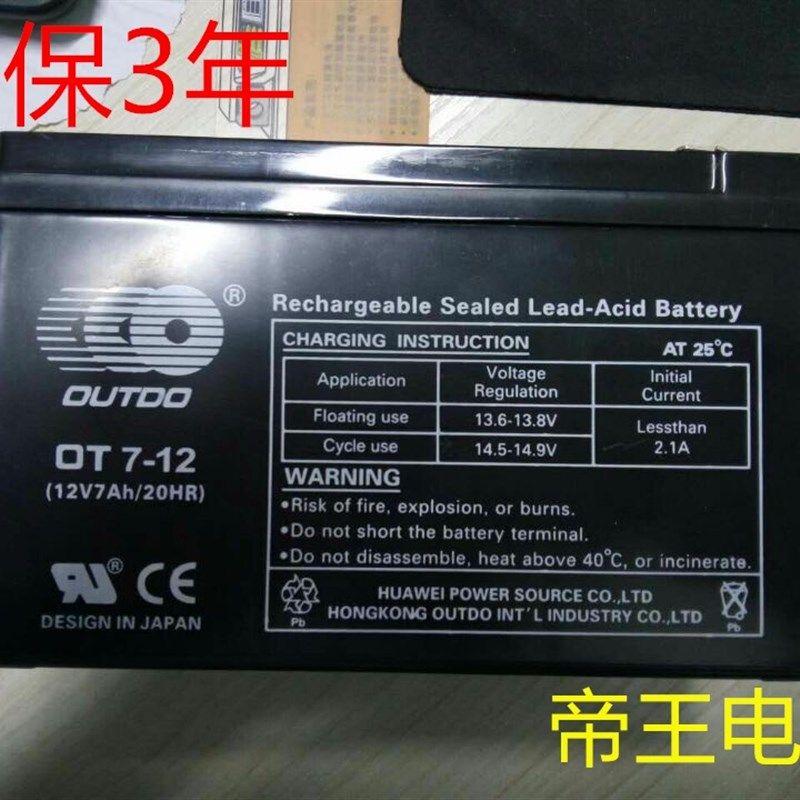 保3年
OUTDO
®
OT 7-12
(12V7Ah/20HR)
Rechargeable Sealed Lead-Acid Battery
CHARGING INSTRUCTION
AT 25°C
Application
Voltage
Regulation
Initial
Current
Floating use
13.6-13.8V
Lessthan
2.1A
Cycle use
14.5-14.9V
WARNING
•Risk of fire, explosion, or burns.
•Do not short the battery terminal.
•Do not disassemble, heat above 40°C, or incinerate.
HUAWEI POWER SOURCE CO.,LTD
HONGKONG OUTDO INT'L INDUSTRY CO.,LTD
Pb
Pb
RU® CE
DESIGN IN JAPAN
帝王电